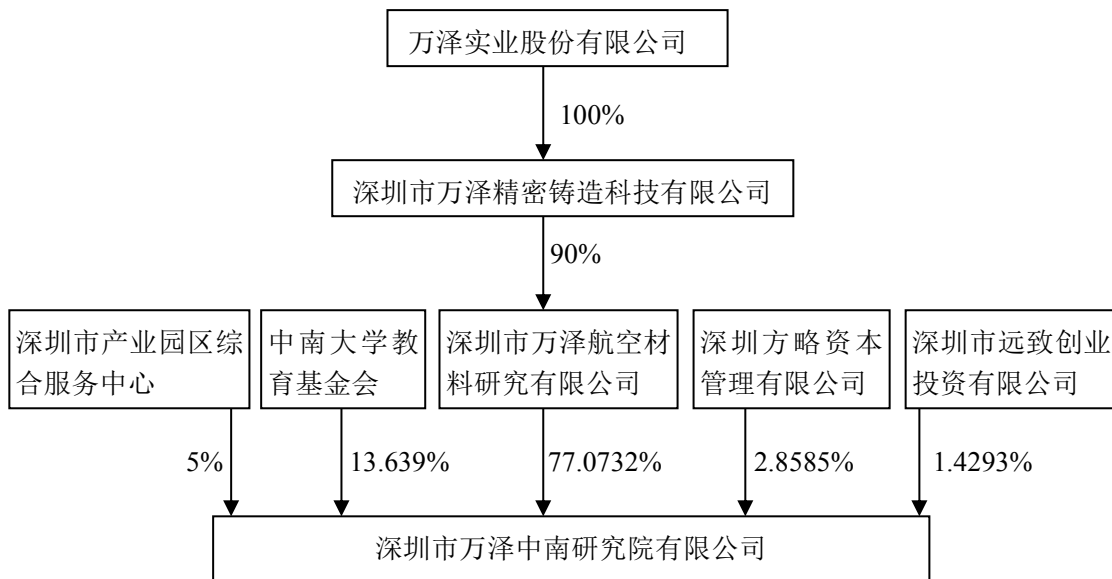 万泽实业股份有限公司
100%
深圳市万泽精密铸造科技有限公司
90%
深圳市产业园区综
合服务中心
中南大学教
育基金会
深圳市万泽航空材
料研究有限公司
深圳方略资本
管理有限公司
深圳市远致创业
投资有限公司
5%
13.639%
77.0732%
2.8585%
1.4293%
深圳市万泽中南研究院有限公司